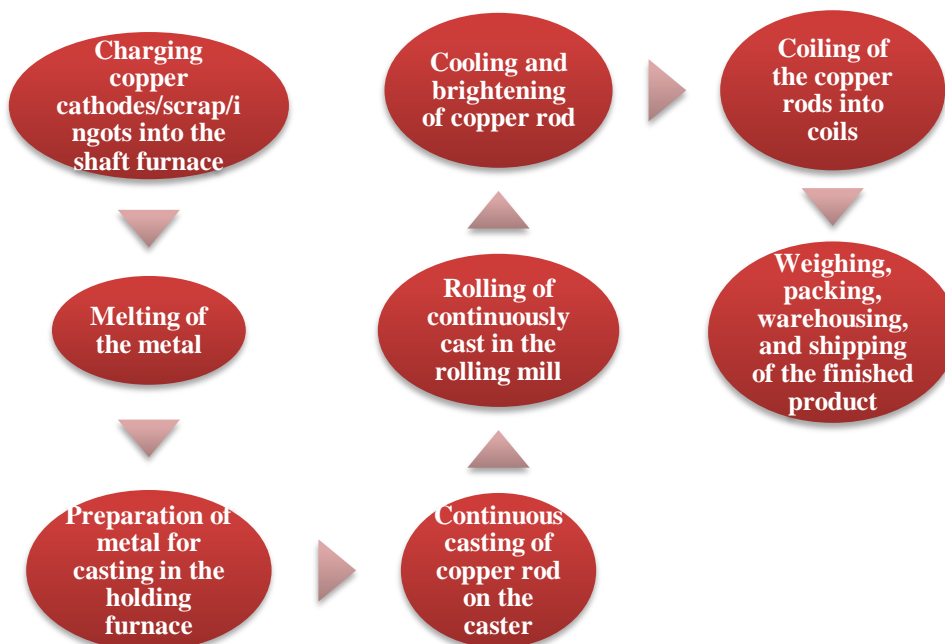 Charging
copper
cathodes/scrap/i
ngots into the
shaft furnace
Melting of
the metal
Preparation of
metal for
casting in the
holding
furnace
Continuous
casting of
copper rod
on the
caster
Rolling of
continuously
cast in the
rolling mill
Cooling and
brightening
of copper rod
Coiling of
the copper
rods into
coils
Weighing,
packing,
warehousing,
and shipping
of the finished
product